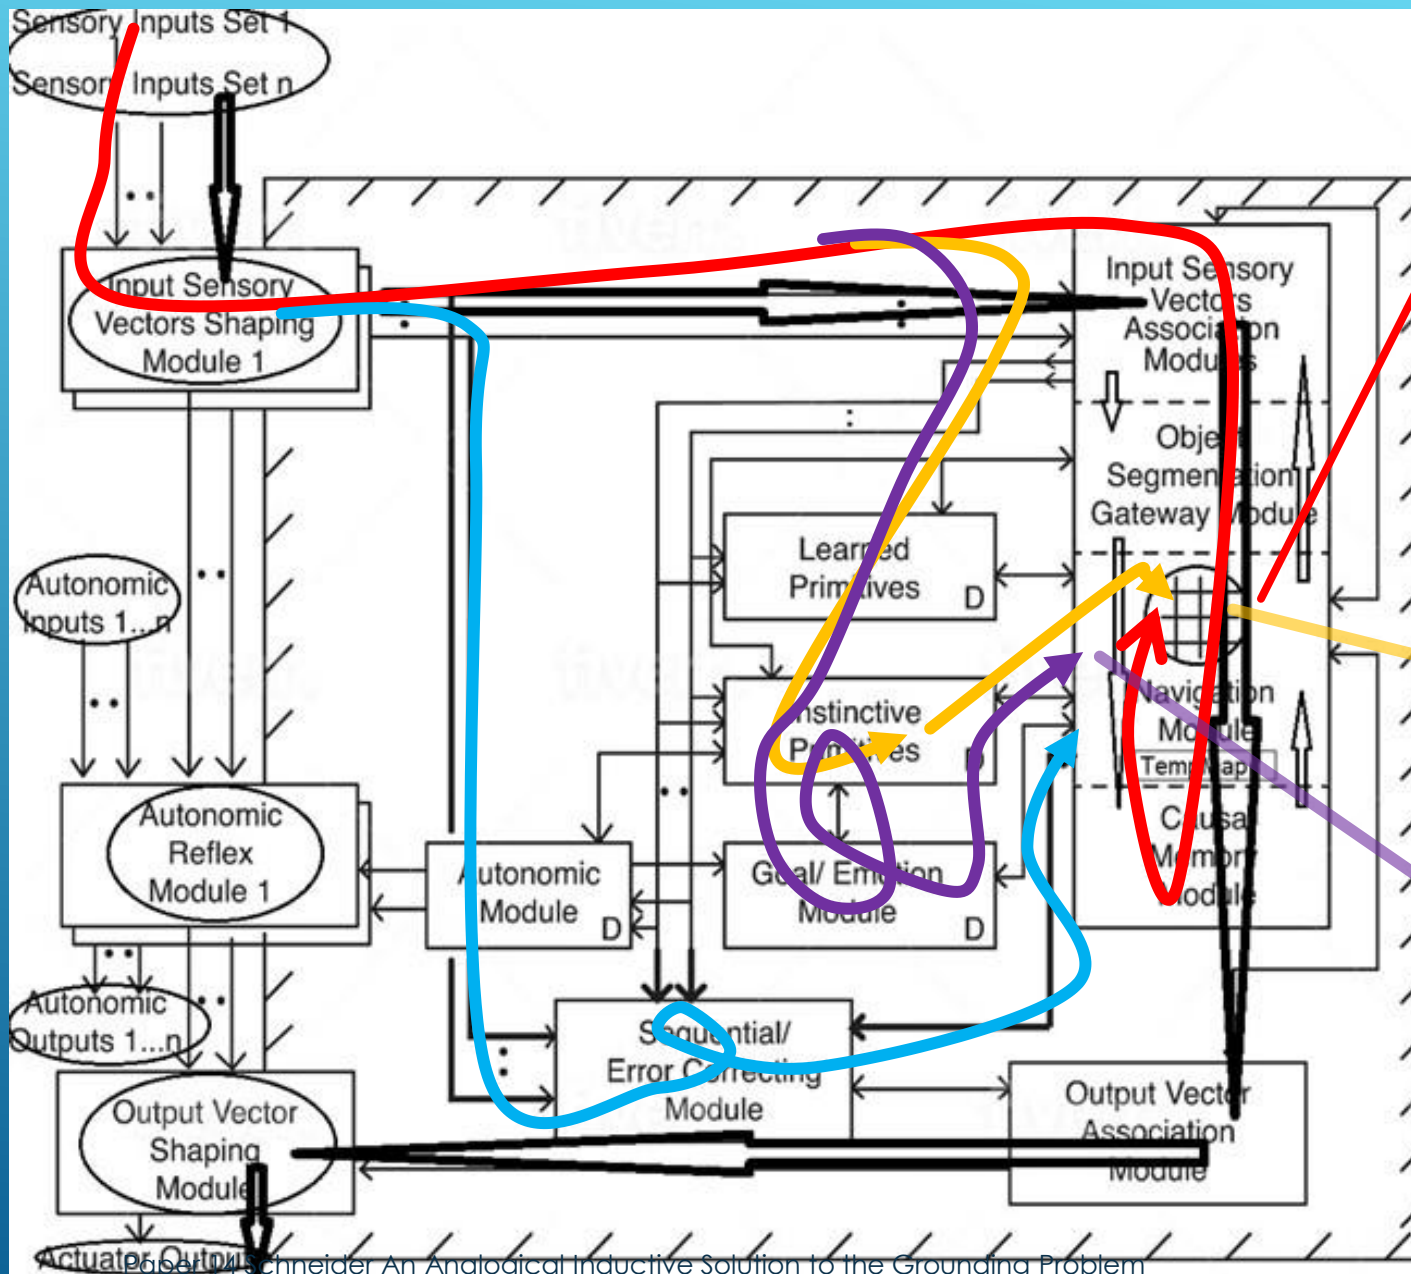 Sensory Inputs Set 1
Sensory Inputs Set n
Input Sensory
Vectors Shaping
Module 1
Input Sensory
Vectors
Association
Modules
Object
Segmentation
Gateway Module
Learned
Primitives
D
Autonomic
Inputs 1...n
Instinctive
Primitives
D
Navigation
Module
TempMap
Autonomic
Reflex
Module 1
Autonomic
Module
D
Goal/ Emotion
Module
D
Causal
Memory
Module
Autonomic
Outputs 1...n
Sequential/
Error Correcting
Module
Output Vector
Shaping
Module
Output Vector
Association
Module
Actuator Output
Paper 14 Schneider An Analogical Inductive Solution to the Grounding Problem